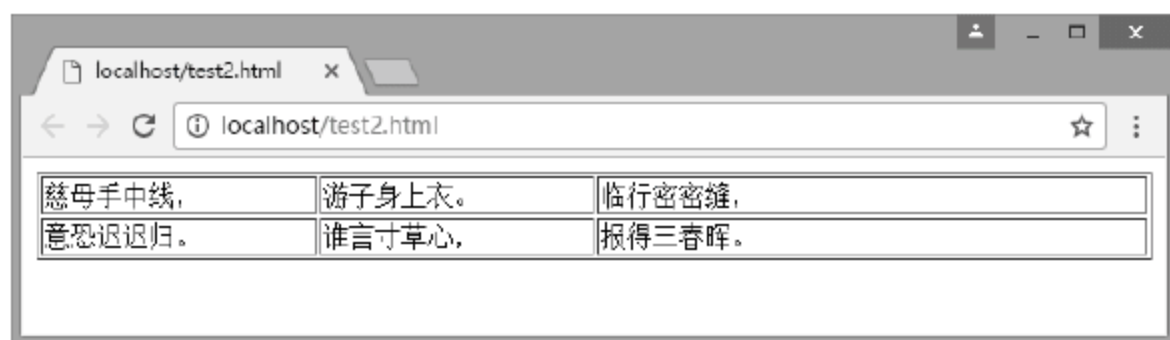 localhost/test2.html
localhost/test2.html
慈母手中线, 游子身上衣。 临行密密缝,
意恐迟迟归。 谁言寸草心, 报得三春晖。